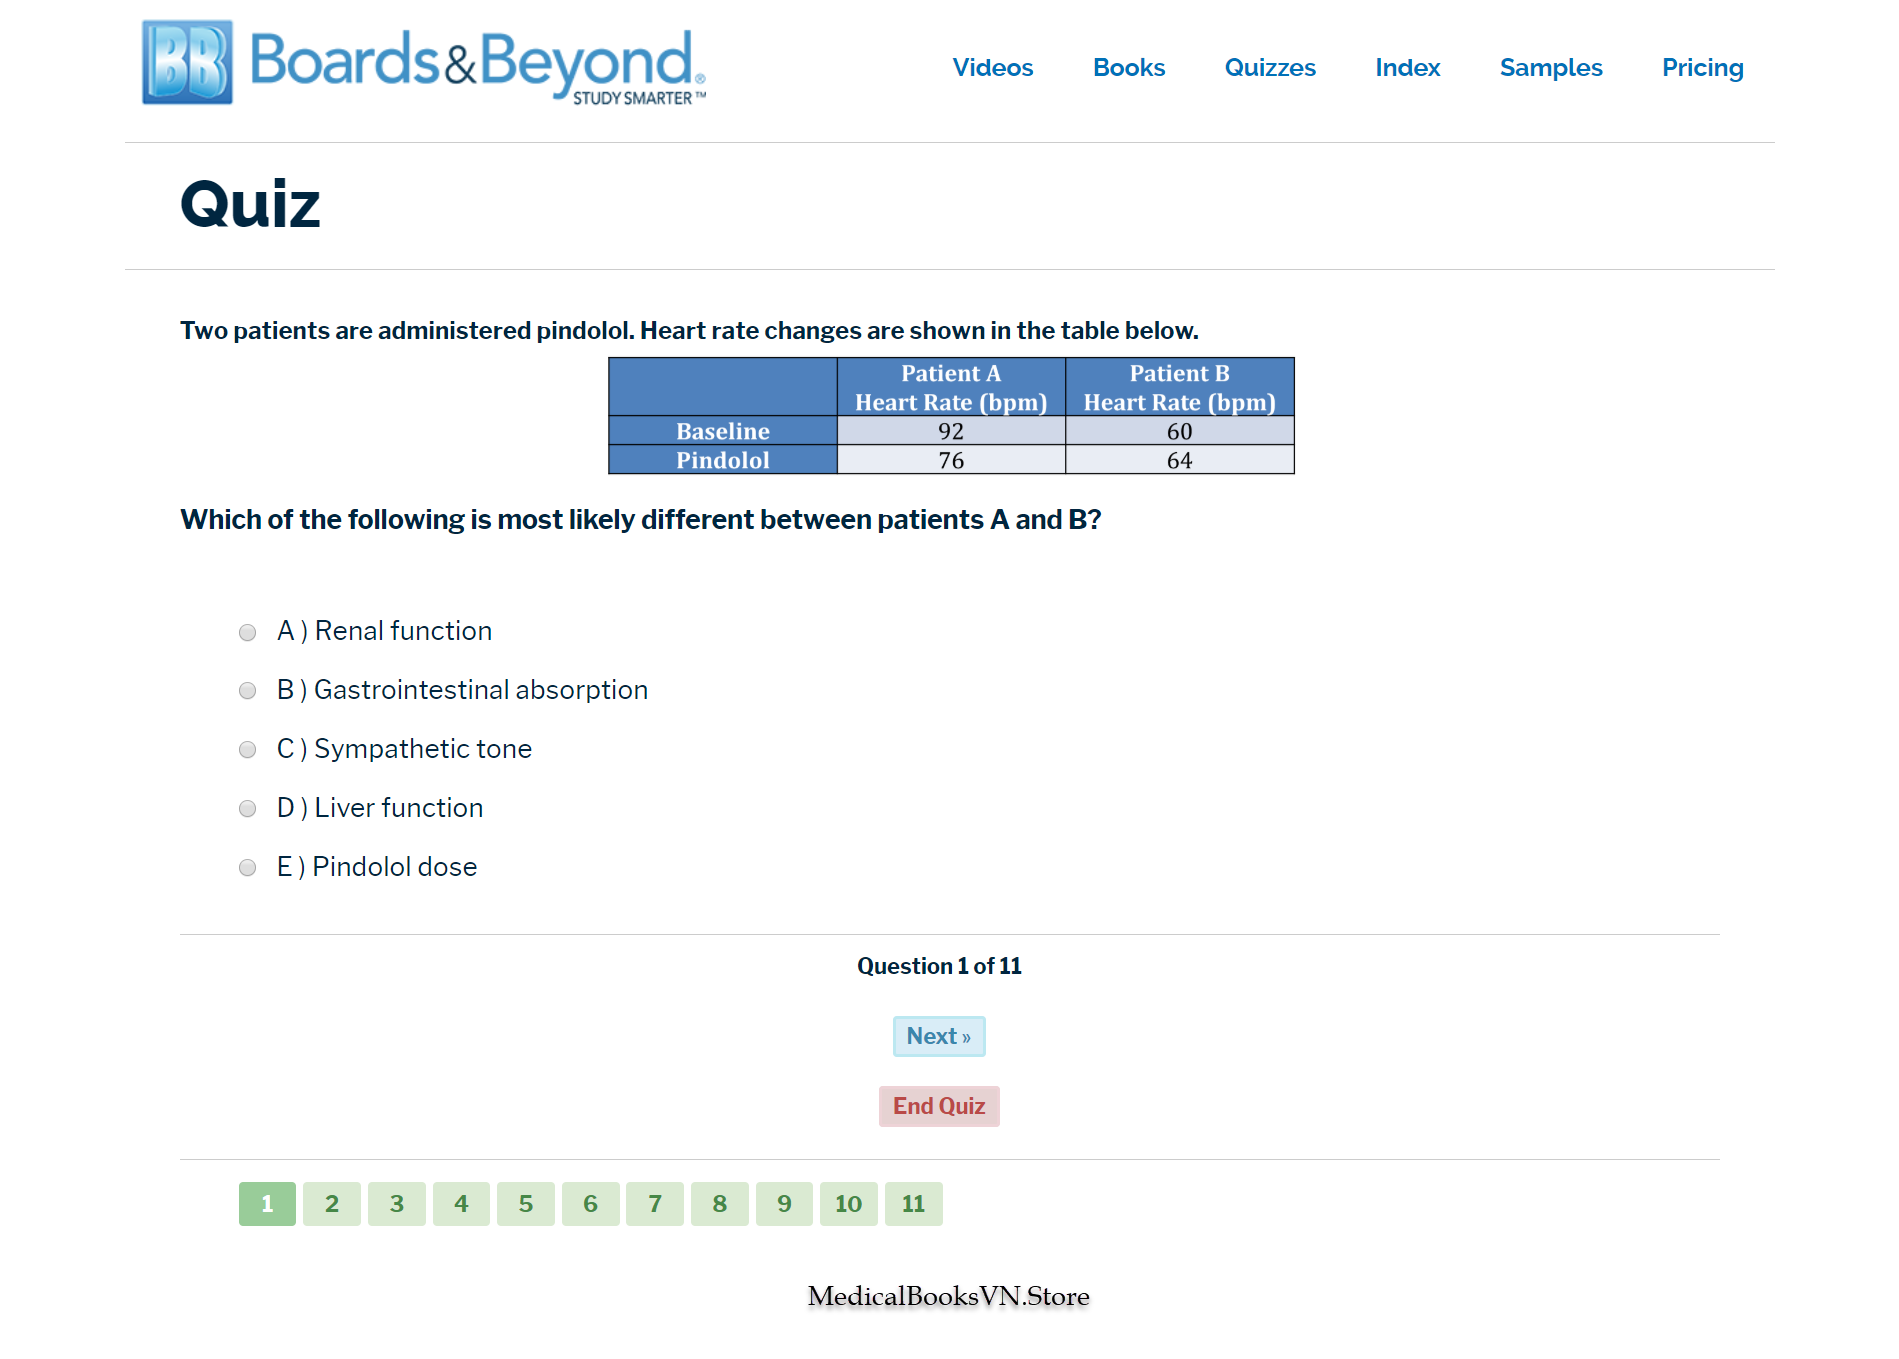 BB Boards&Beyond®
STUDY SMARTER™
Videos Books Quizzes Index Samples Pricing
Quiz
Two patients are administered pindolol. Heart rate changes are shown in the table below.
Patient A Patient B
Heart Rate (bpm) Heart Rate (bpm)
Baseline 92 60
Pindolol 76 64
Which of the following is most likely different between patients A and B?
A ) Renal function
B ) Gastrointestinal absorption
C ) Sympathetic tone
D ) Liver function
E ) Pindolol dose
Question 1 of 11
Next »
End Quiz
1 2 3 4 5 6 7 8 9 10 11
MedicalBooksVN.Store